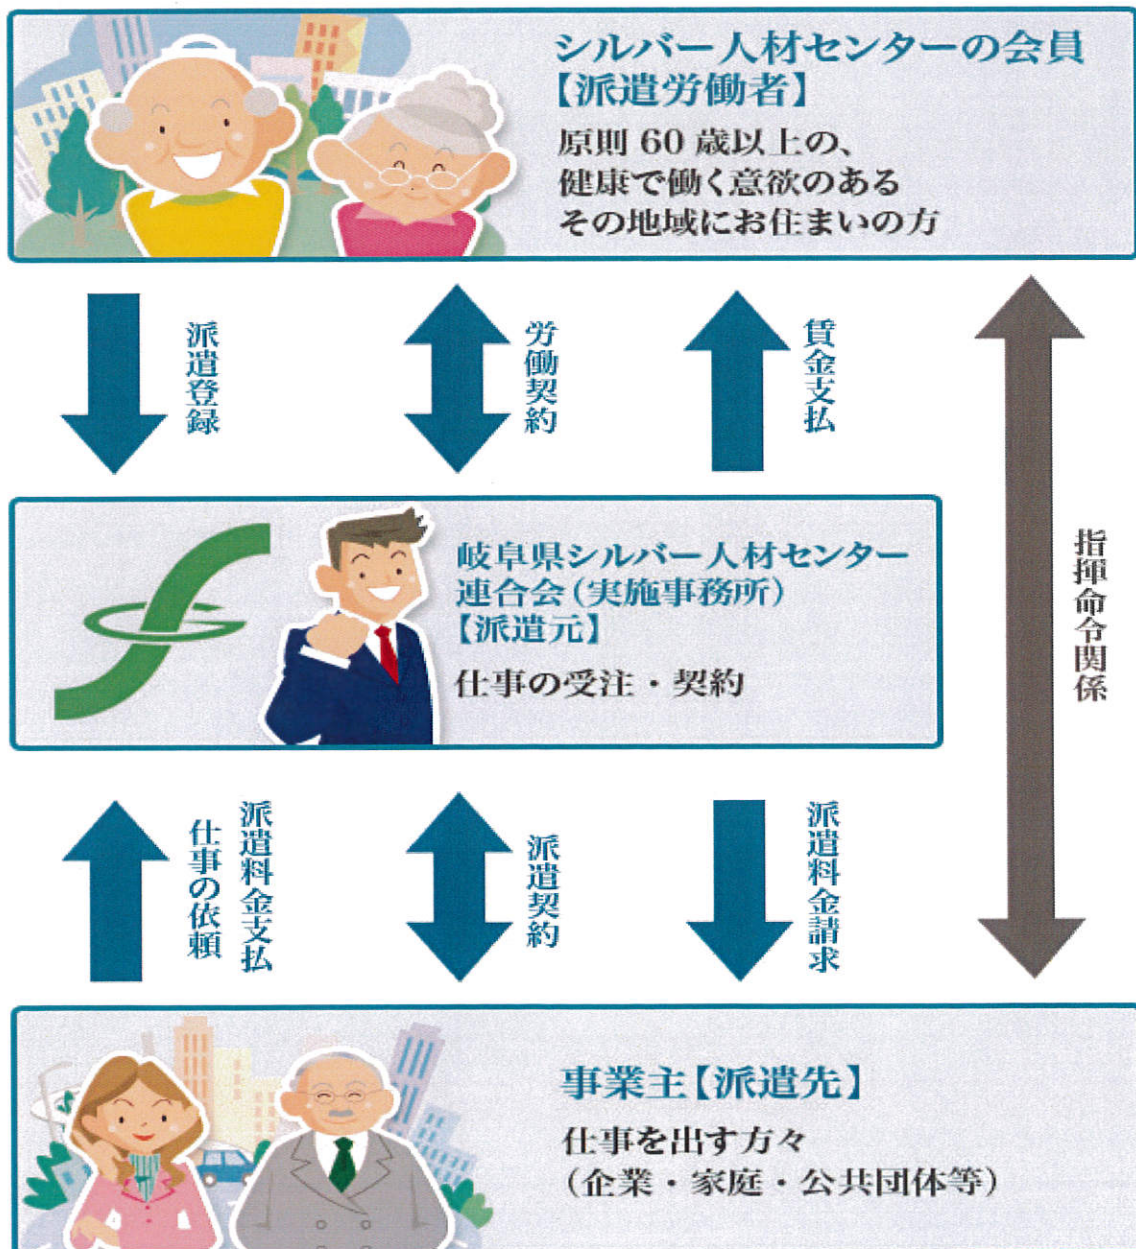 シルバー人材センターの会員
【派遣労働者】
原則 60 歳以上の、
健康で働く意欲のある
その地域にお住まいの方
派遣登録
労働契約
賃金支払
指揮命令関係
岐阜県シルバー人材センター
連合会（実施事務所）
【派遣元】
仕事の受注・契約
仕事の依頼
派遣料金支払
派遣契約
派遣料金請求
事業主【派遣先】
仕事を出す方々
（企業・家庭・公共団体等）